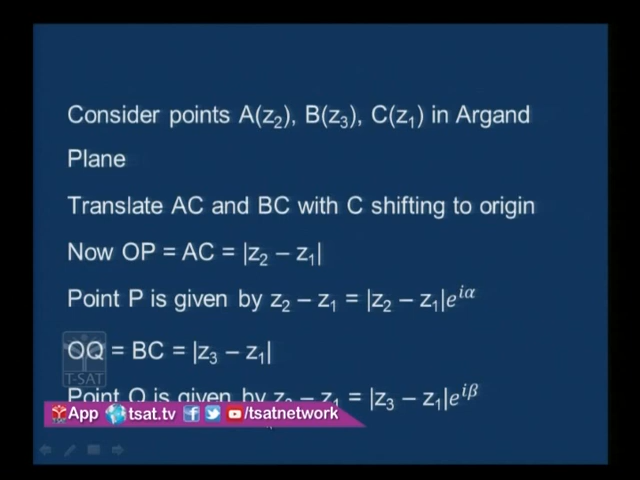 Consider points A(z₂), B(z₃), C(z₁) in Argand
Plane
Translate AC and BC with C shifting to origin
Now OP = AC = |z₂ – z₁|
Point P is given by z₂ – z₁ = |z₂ – z₁|e^{iα}
OQ = BC = |z₃ – z₁|
T-SAT
Point Q is given by z₃ – z₁ = |z₃ – z₁|e^{iβ}
App tsat.tv /tsatnetwork